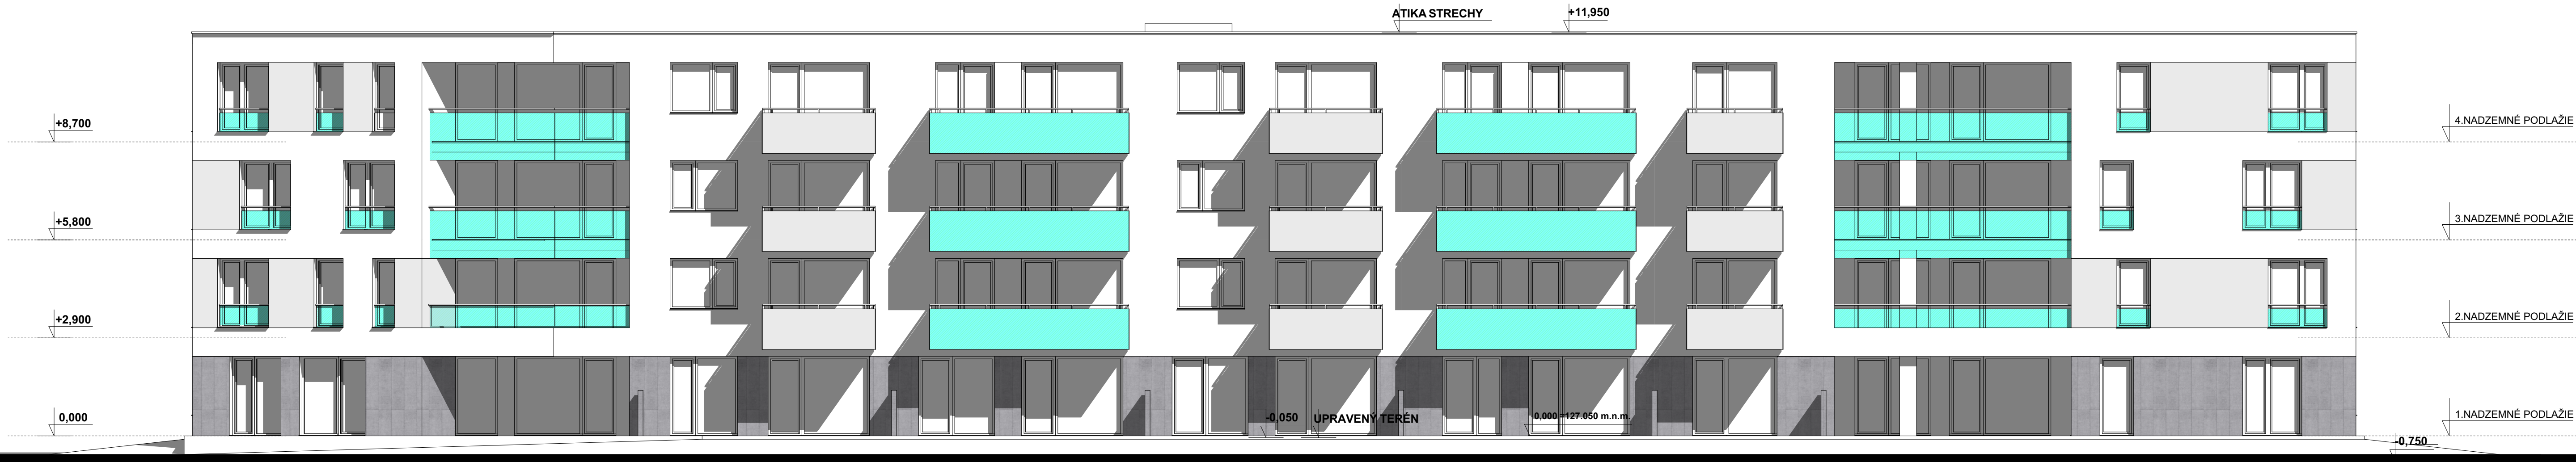 ATIKA STRECHY
+11,950
+8,700
4.NADZEMNÉ PODLAŽIE
+5,800
3.NADZEMNÉ PODLAŽIE
+2,900
2.NADZEMNÉ PODLAŽIE
0,000
-0,050
UPRAVENÝ TERÉN
0,000 =127.050 m.n.m.
1.NADZEMNÉ PODLAŽIE
-0,750